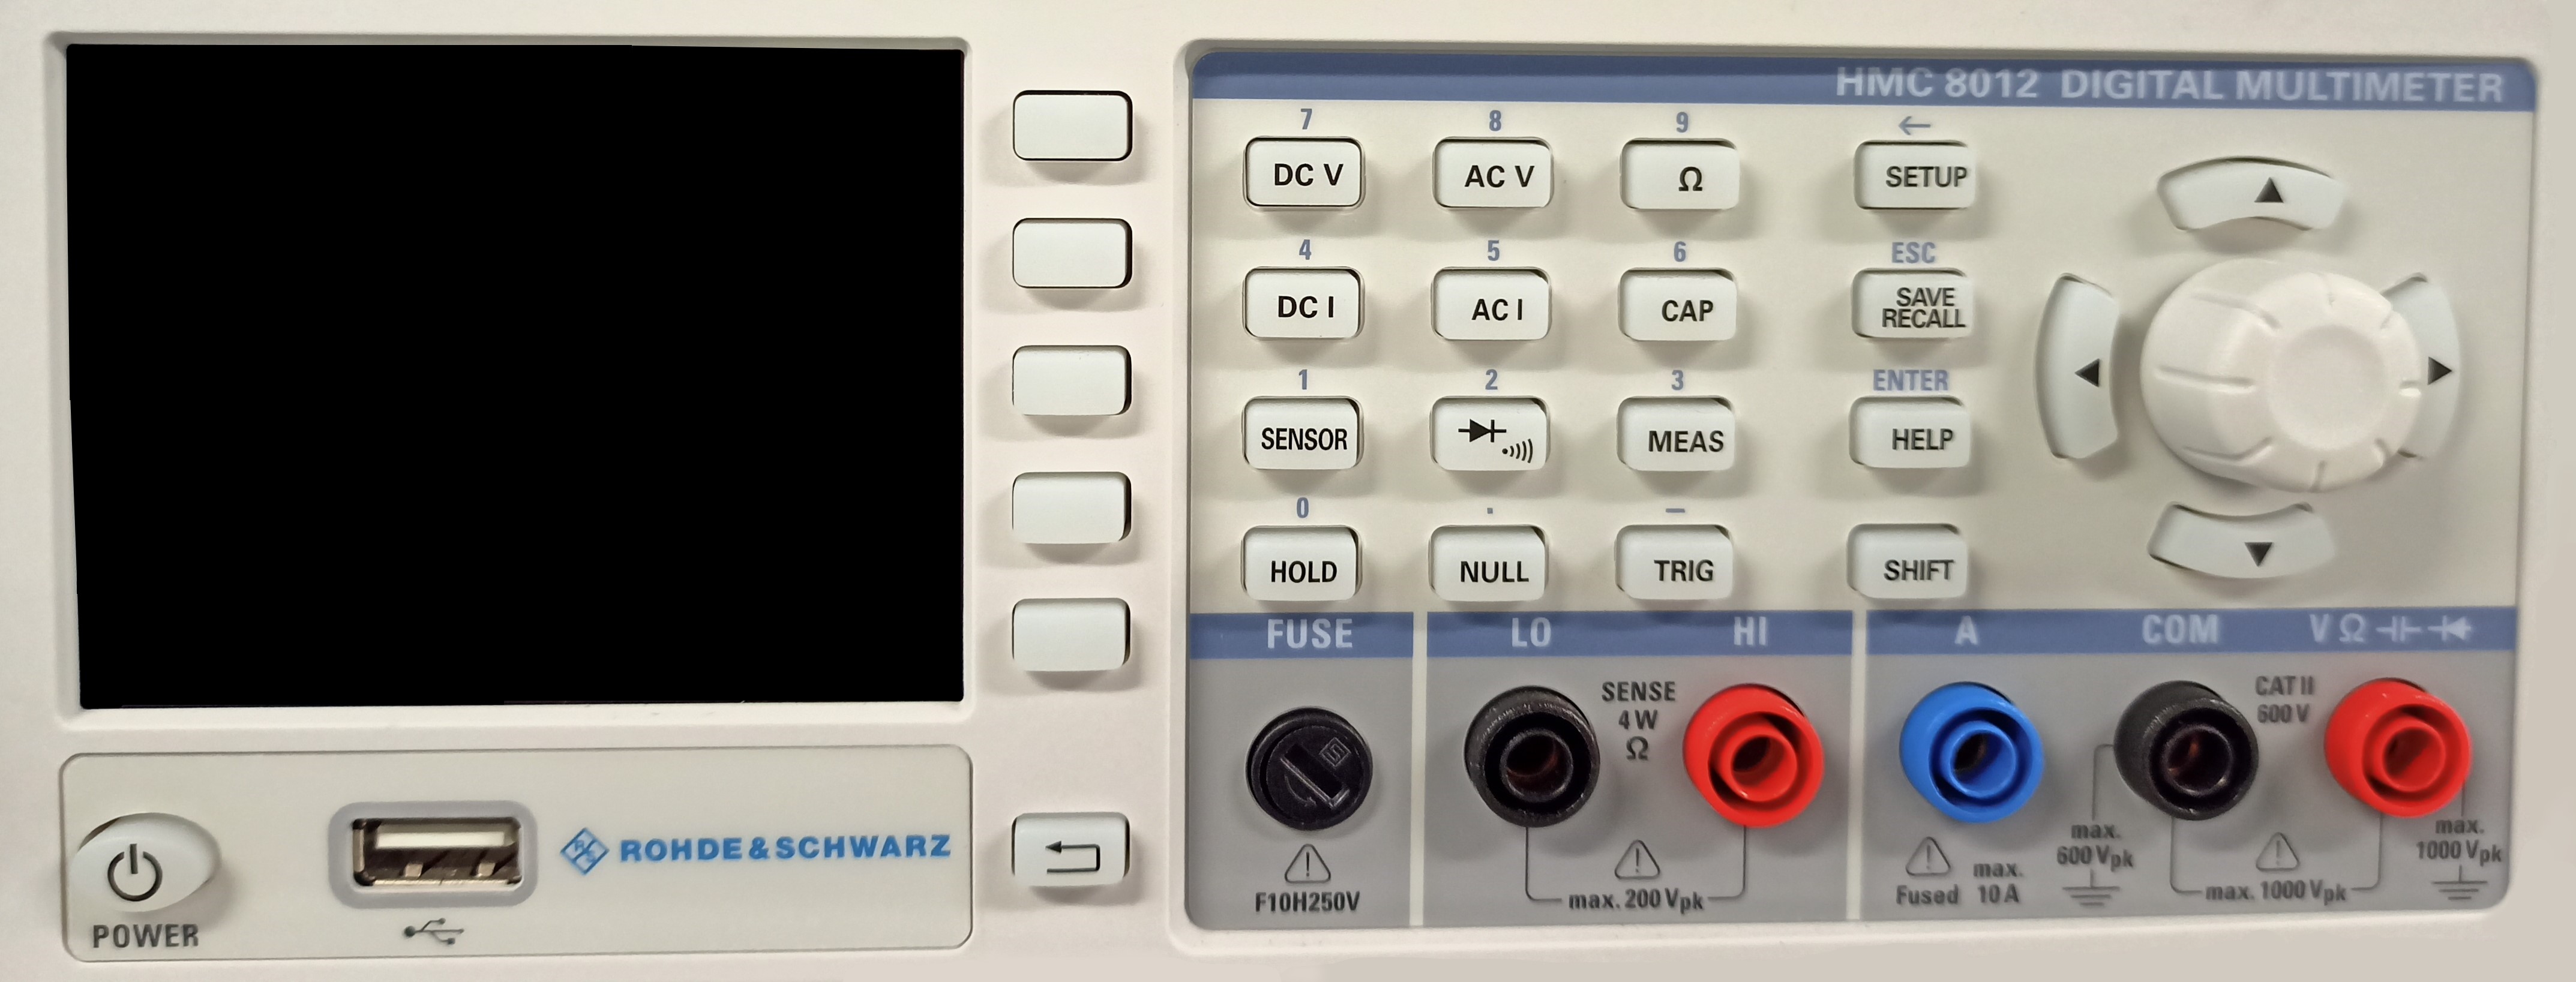 HMC 8012 DIGITAL MULTIMETER
7 8 9 ←
DC V AC V Ω SETUP
4 5 6 ESC
DC I AC I CAP SAVE
RECALL
1 2 3 ENTER
SENSOR MEAS HELP
0 . –
HOLD NULL TRIG SHIFT
FUSE LO HI A COM V Ω
SENSE
4 W
Ω
CAT II
600 V
F10H250V
max. 200 Vpk
Fused
max.
10 A
max.
600 Vpk
max. 1000 Vpk
max.
1000 Vpk
POWER
R&S
ROHDE & SCHWARZ